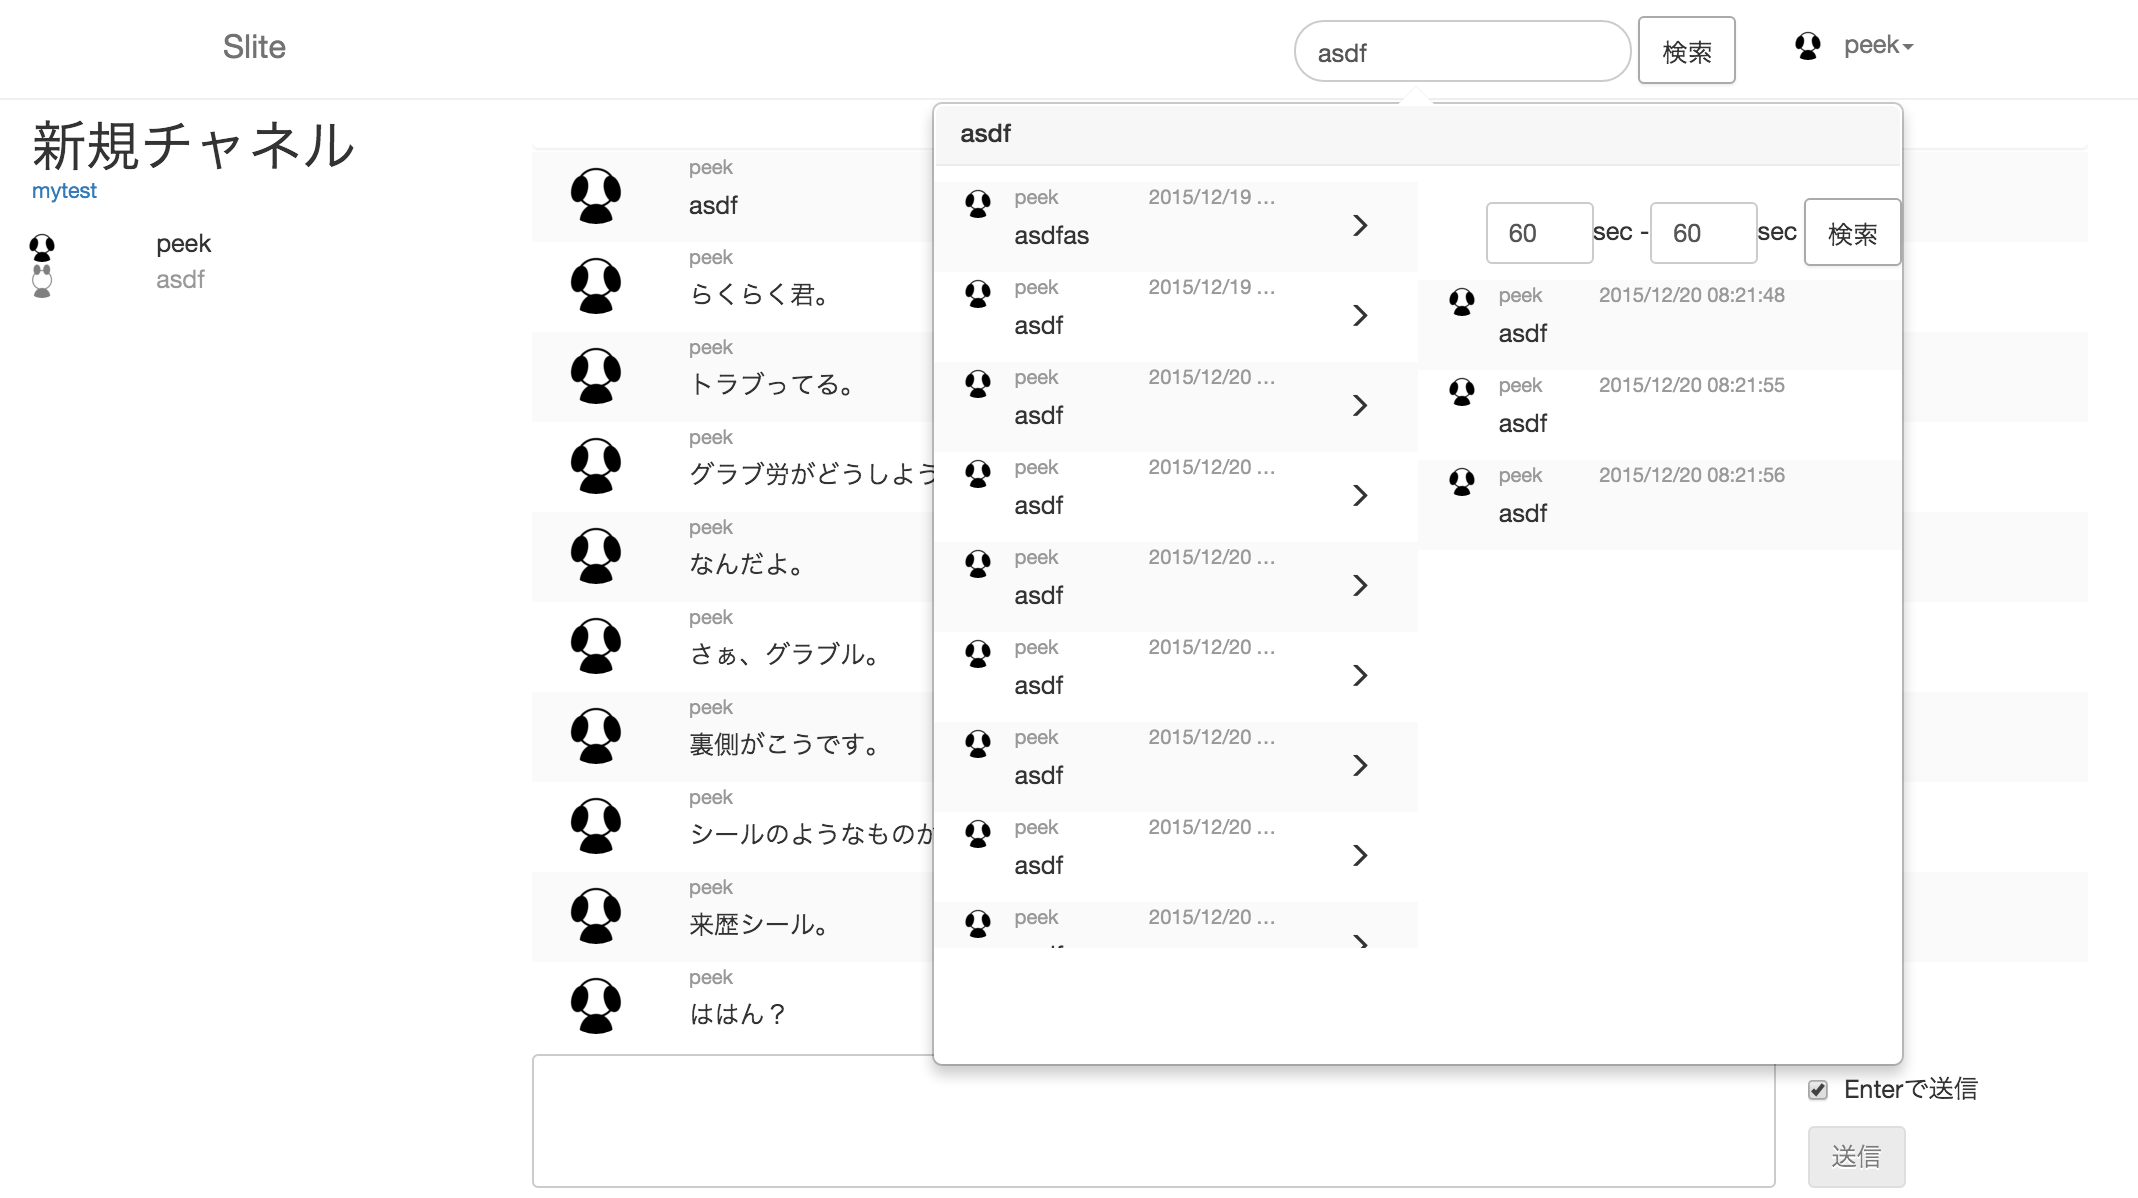 Slite
asdf
検索
peek
新規チャネル
mytest
peek
asdf
peek
asdf
peek
らくらく君。
peek
トラブってる。
peek
グラブ労がどうしよう
peek
なんだよ。
peek
さぁ、グラブル。
peek
裏側がこうです。
peek
シールのようなものか
peek
来歴シール。
peek
ははん？
asdf
peek 2015/12/19 ...
asdfas
peek 2015/12/19 ...
asdf
peek 2015/12/20 ...
asdf
peek 2015/12/20 ...
asdf
peek 2015/12/20 ...
asdf
peek 2015/12/20 ...
asdf
peek 2015/12/20 ...
asdf
peek 2015/12/20 ...
asdf
peek 2015/12/20 ...
60 sec - 60 sec 検索
peek 2015/12/20 08:21:48
asdf
peek 2015/12/20 08:21:55
asdf
peek 2015/12/20 08:21:56
asdf
Enterで送信
送信